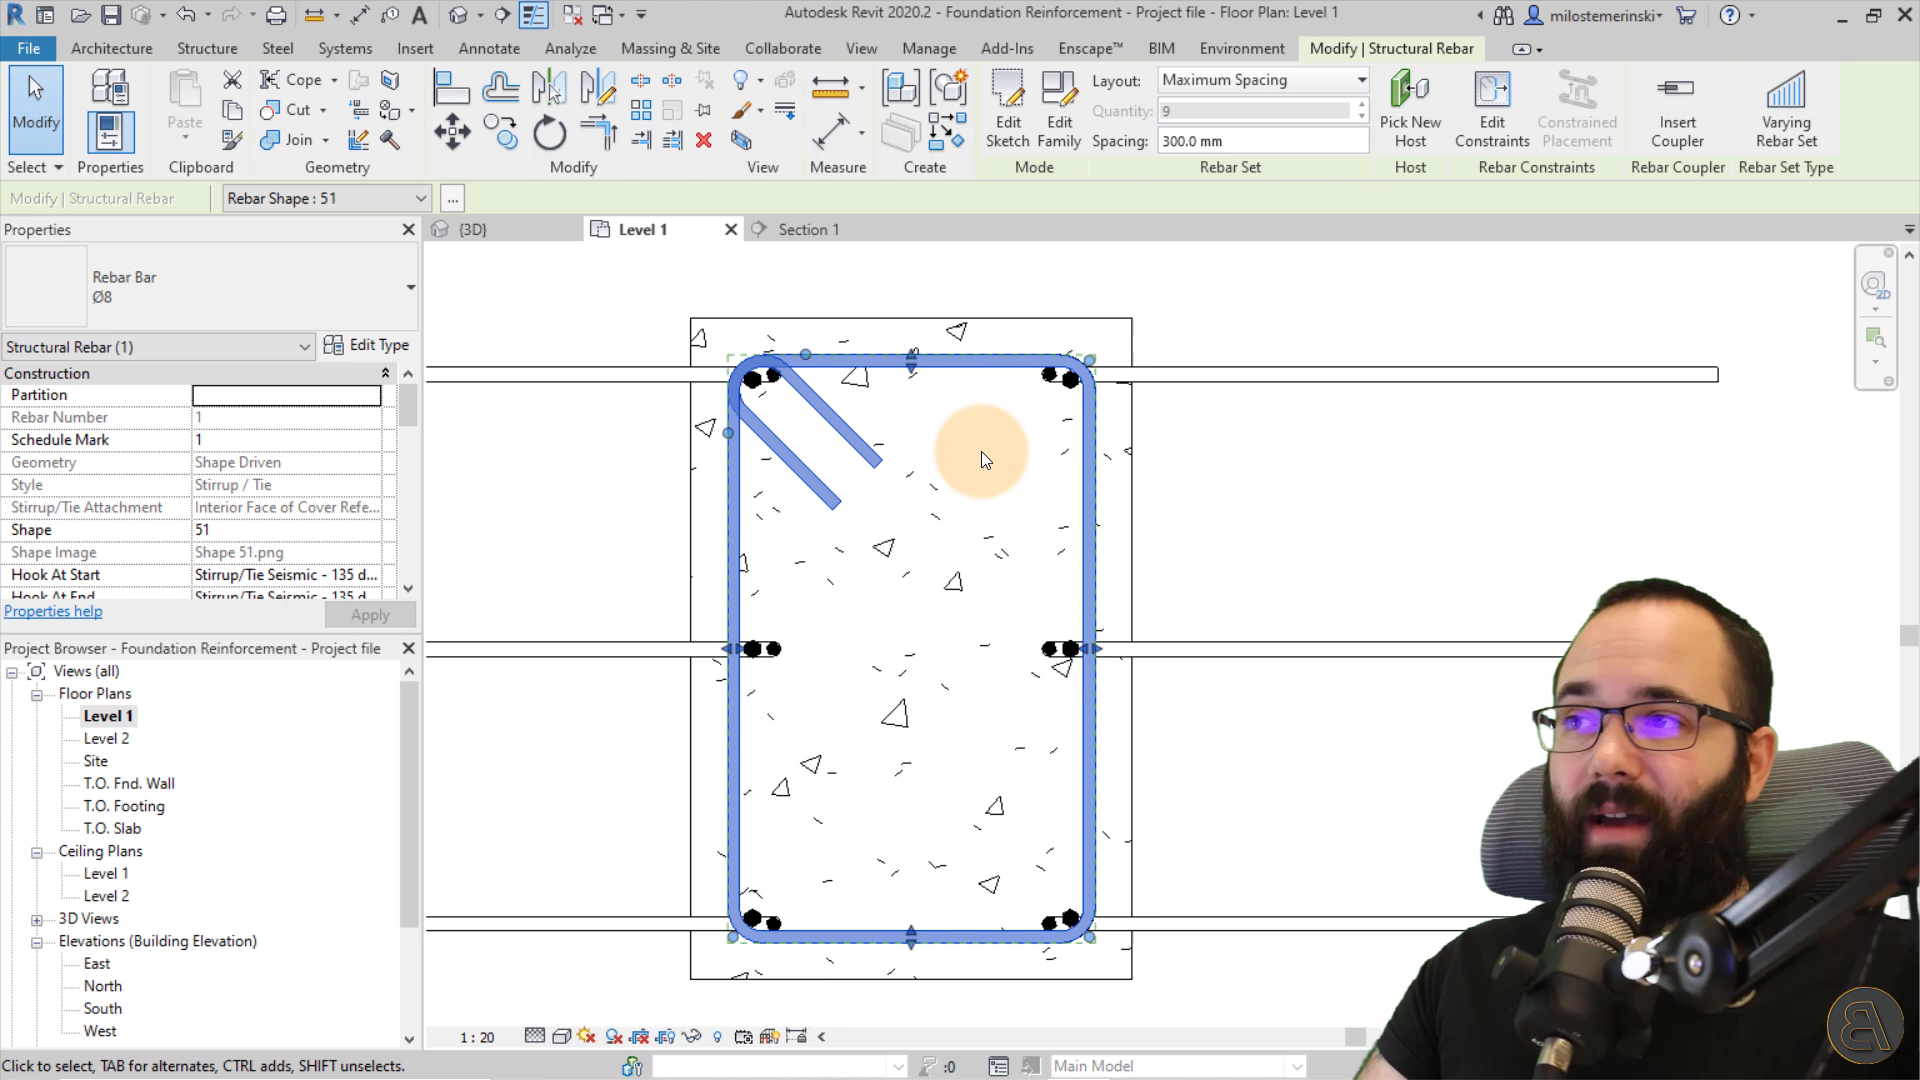 Autodesk Revit 2020.2 - Foundation Reinforcement - Project file - Floor Plan: Level 1
milostemerinski
File Architecture Structure Steel Systems Insert Annotate Analyze Massing & Site Collaborate View Manage Add-Ins Enscape™ BIM Environment Modify | Structural Rebar
Modify
Select
Properties
Paste
Clipboard
Cope
Cut
Join
Geometry
Modify
View
Measure
Create
Edit Sketch
Edit Family
Mode
Layout: Maximum Spacing
Quantity: 9
Spacing: 300.0 mm
Rebar Set
Pick New Host
Host
Edit Constraints
Constrained Placement
Rebar Constraints
Insert Coupler
Rebar Coupler
Varying Rebar Set
Rebar Set Type
Modify | Structural Rebar
Rebar Shape : 51
...
Properties
{3D}
Level 1
Section 1
Rebar Bar
Ø8
Structural Rebar (1)
Edit Type
Construction
Partition
Rebar Number 1
Schedule Mark 1
Geometry Shape Driven
Style Stirrup / Tie
Stirrup/Tie Attachment Interior Face of Cover Refe...
Shape 51
Shape Image Shape 51.png
Hook At Start Stirrup/Tie Seismic - 135 d...
Hook At End Stirrup/Tie Seismic - 135 d...
Properties help
Apply
Project Browser - Foundation Reinforcement - Project file
Views (all)
Floor Plans
Level 1
Level 2
Site
T.O. Fnd. Wall
T.O. Footing
T.O. Slab
Ceiling Plans
Level 1
Level 2
3D Views
Elevations (Building Elevation)
East
North
South
West
2D
1 : 20
Click to select, TAB for alternates, CTRL adds, SHIFT unselects.
:0
Main Model